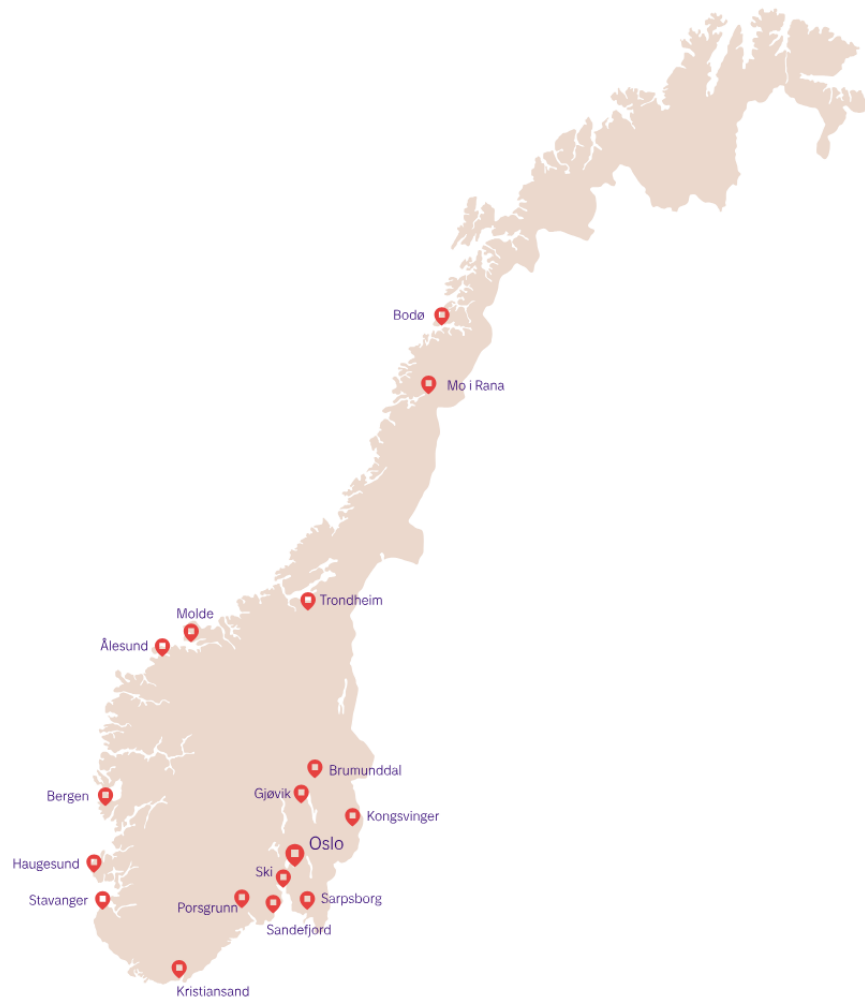 Bodø
Mo i Rana
Trondheim
Molde
Ålesund
Brumunddal
Gjøvik
Bergen
Kongsvinger
Oslo
Haugesund
Ski
Stavanger
Porsgrunn
Sarpsborg
Sandefjord
Kristiansand